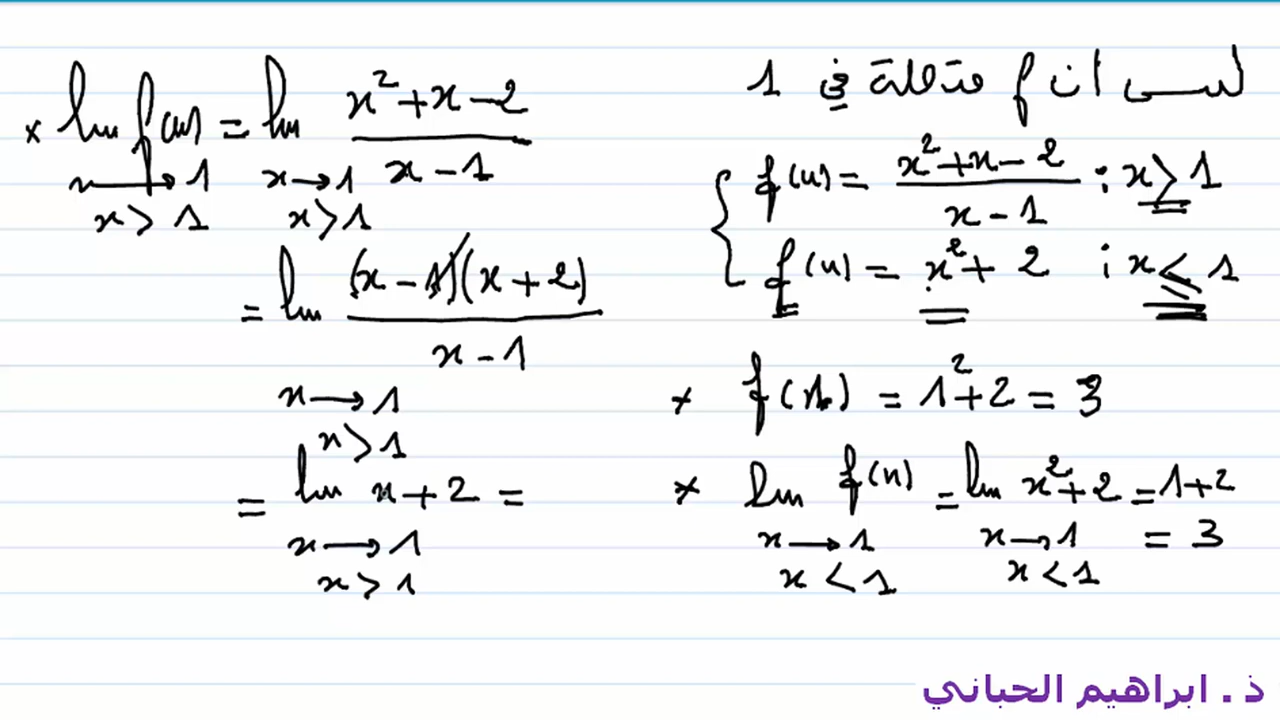 لنبين ان f متصلة في 1
f(x) = (x² + x - 2)/(x - 1) ; x > 1
f(x) = x² + 2 ; x ≤ 1
× f(1) = 1² + 2 = 3
× lim f(x) = lim x² + 2 = 1 + 2
x → 1 x → 1 = 3
x < 1 x < 1
× lim f(x) = lim (x² + x - 2)/(x - 1)
x → 1 x → 1
x > 1 x > 1
= lim (x - 1)(x + 2)/(x - 1)
x → 1
x > 1
= lim x + 2 =
x → 1
x > 1
ذ . ابراهيم الحباني